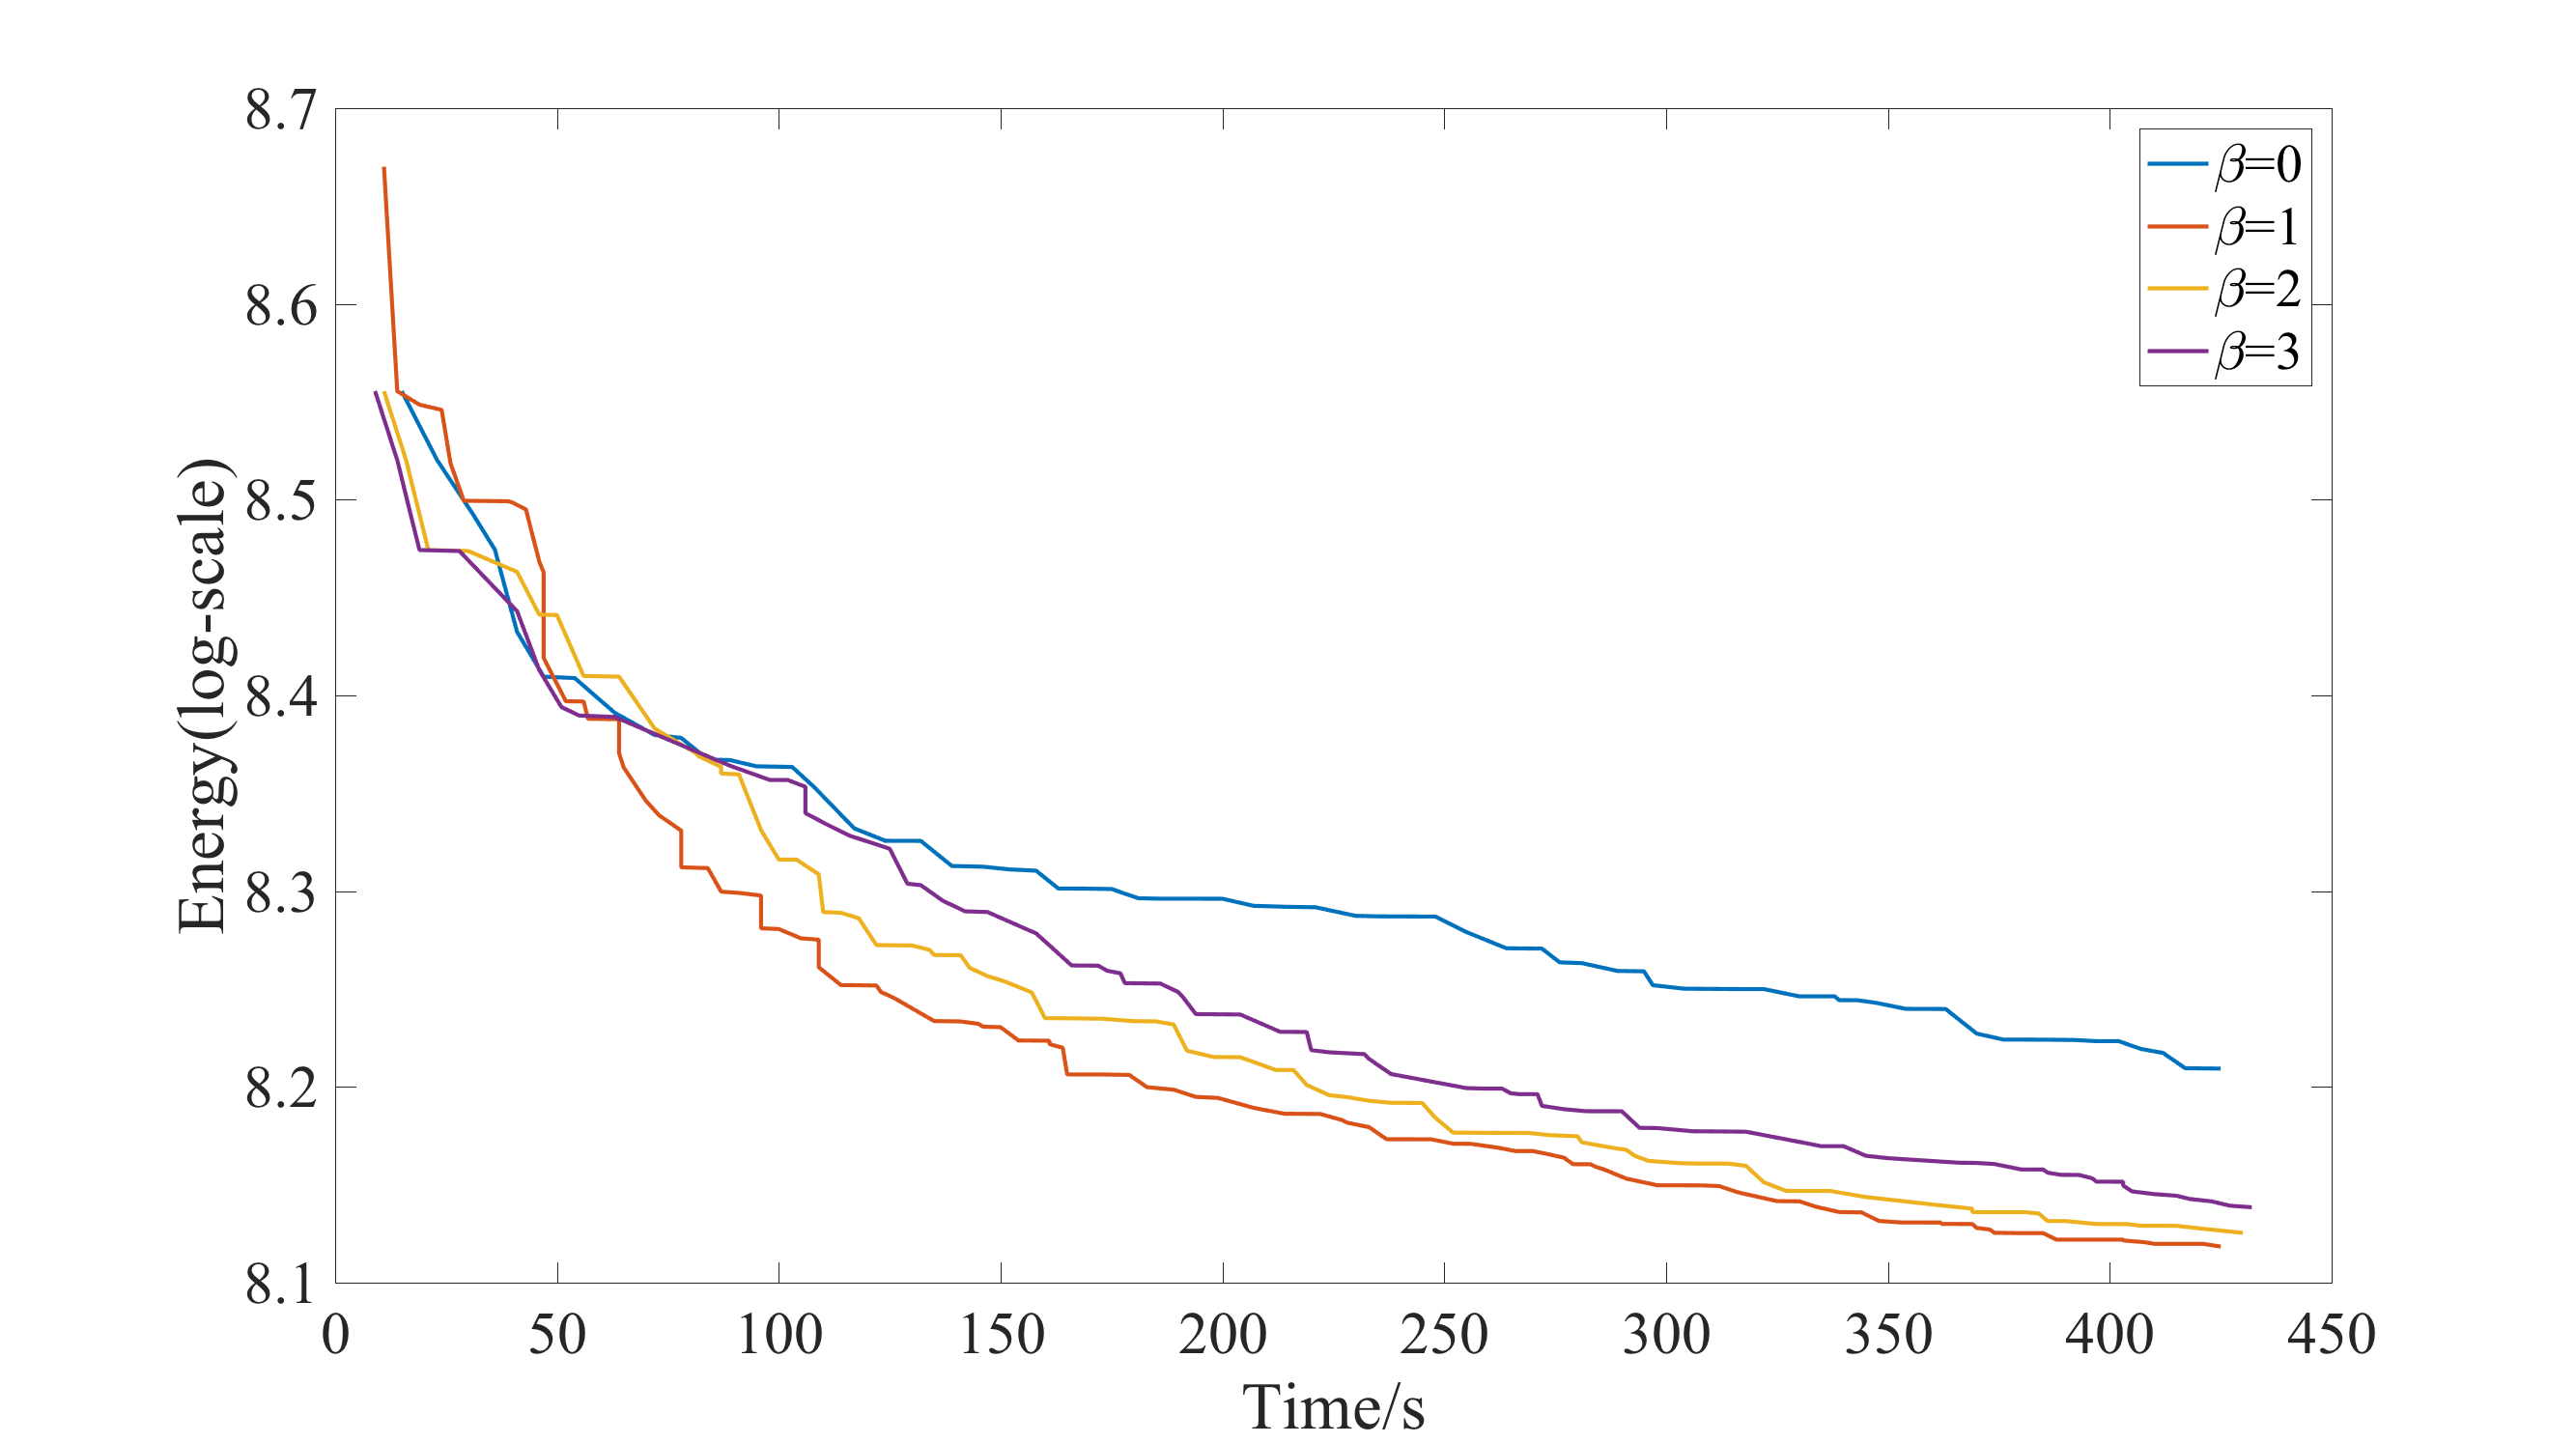 8.7
8.6
8.5
8.4
8.3
8.2
8.1
Energy(log-scale)
0 50 100 150 200 250 300 350 400 450
Time/s
β=0
β=1
β=2
β=3